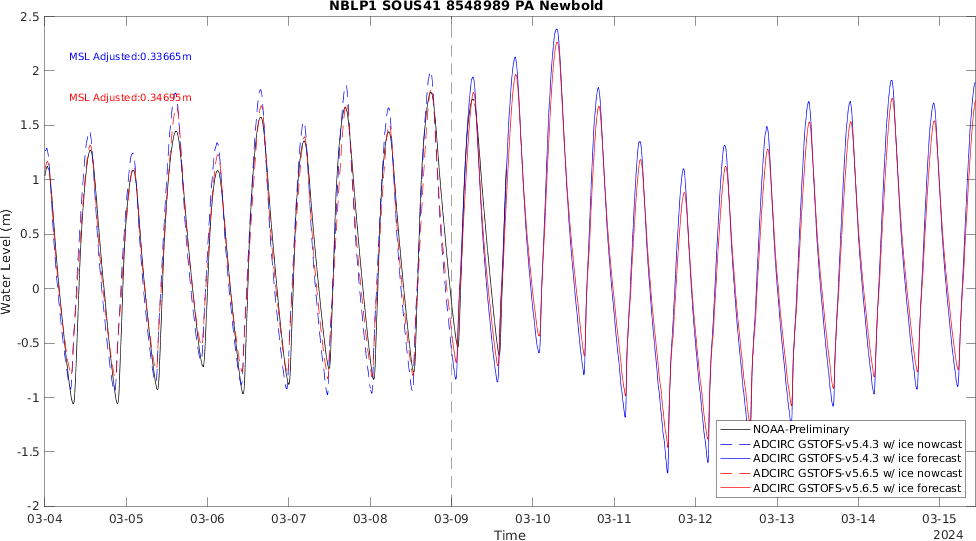 NBLP1 SOUS41 8548989 PA Newbold
MSL Adjusted:0.33665m
MSL Adjusted:0.34695m
Water Level (m)
2.5
2
1.5
1
0.5
0
-0.5
-1
-1.5
-2
NOAA-Preliminary
ADCIRC GSTOFS-v5.4.3 w/ ice nowcast
ADCIRC GSTOFS-v5.4.3 w/ ice forecast
ADCIRC GSTOFS-v5.6.5 w/ ice nowcast
ADCIRC GSTOFS-v5.6.5 w/ ice forecast
03-04 03-05 03-06 03-07 03-08 03-09 03-10 03-11 03-12 03-13 03-14 03-15
Time
2024